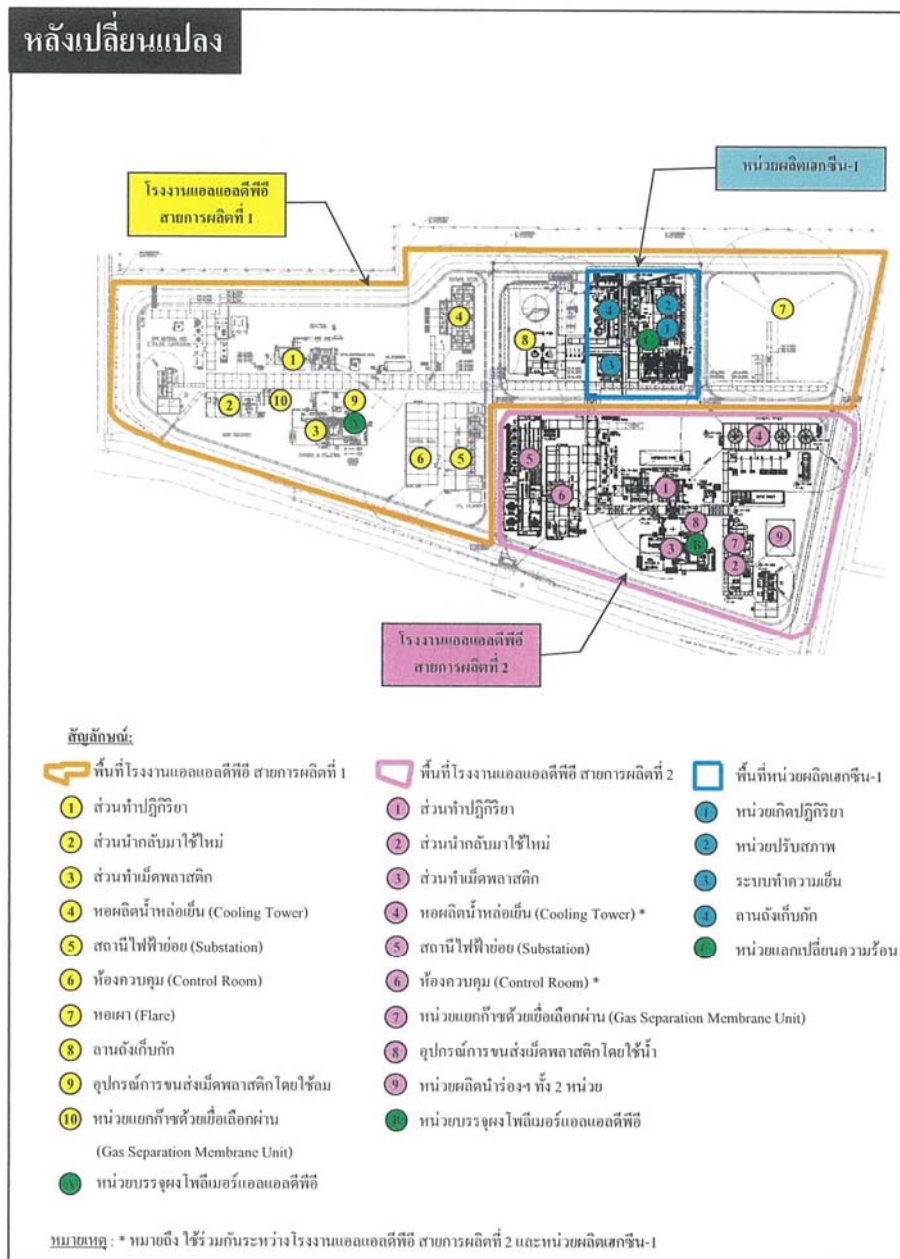 หลังเปลี่ยนแปลง
หน่วยผลิตเฮกซีน-1
โรงงานแอลแอลดีพีอี
สายการผลิตที่ 1
4
2
1
C
3
8
7
1
4
2
10
9
3
A
6
5
5
6
1
4
8
3
B
7
2
9
โรงงานแอลแอลดีพีอี
สายการผลิตที่ 2
สัญลักษณ์:
พื้นที่โรงงานแอลแอลดีพีอี สายการผลิตที่ 1
1 ส่วนทำปฏิกิริยา
2 ส่วนนำกลับมาใช้ใหม่
3 ส่วนทำเม็ดพลาสติก
4 หอผลิตน้ำหล่อเย็น (Cooling Tower)
5 สถานีไฟฟ้าย่อย (Substation)
6 ห้องควบคุม (Control Room)
7 หอเผา (Flare)
8 ลานถังเก็บกัก
9 อุปกรณ์การขนส่งเม็ดพลาสติกโดยใช้ลม
10 หน่วยแยกก๊าซด้วยเยื่อเลือกผ่าน
(Gas Separation Membrane Unit)
A หน่วยบรรจุผงโพลีเมอร์แอลแอลดีพีอี
พื้นที่โรงงานแอลแอลดีพีอี สายการผลิตที่ 2
1 ส่วนทำปฏิกิริยา
2 ส่วนนำกลับมาใช้ใหม่
3 ส่วนทำเม็ดพลาสติก
4 หอผลิตน้ำหล่อเย็น (Cooling Tower) *
5 สถานีไฟฟ้าย่อย (Substation)
6 ห้องควบคุม (Control Room) *
7 หน่วยแยกก๊าซด้วยเยื่อเลือกผ่าน (Gas Separation Membrane Unit)
8 อุปกรณ์การขนส่งเม็ดพลาสติกโดยใช้น้ำ
9 หน่วยผลิตนำร่องฯ ทั้ง 2 หน่วย
B หน่วยบรรจุผงโพลีเมอร์แอลแอลดีพีอี
พื้นที่หน่วยผลิตเฮกซีน-1
1 หน่วยเกิดปฏิกิริยา
2 หน่วยปรับสภาพ
3 ระบบทำความเย็น
4 ลานถังเก็บกัก
C หน่วยแลกเปลี่ยนความร้อน
หมายเหตุ : * หมายถึง ใช้ร่วมกันระหว่างโรงงานแอลแอลดีพีอี สายการผลิตที่ 2 และหน่วยผลิตเฮกซีน-1